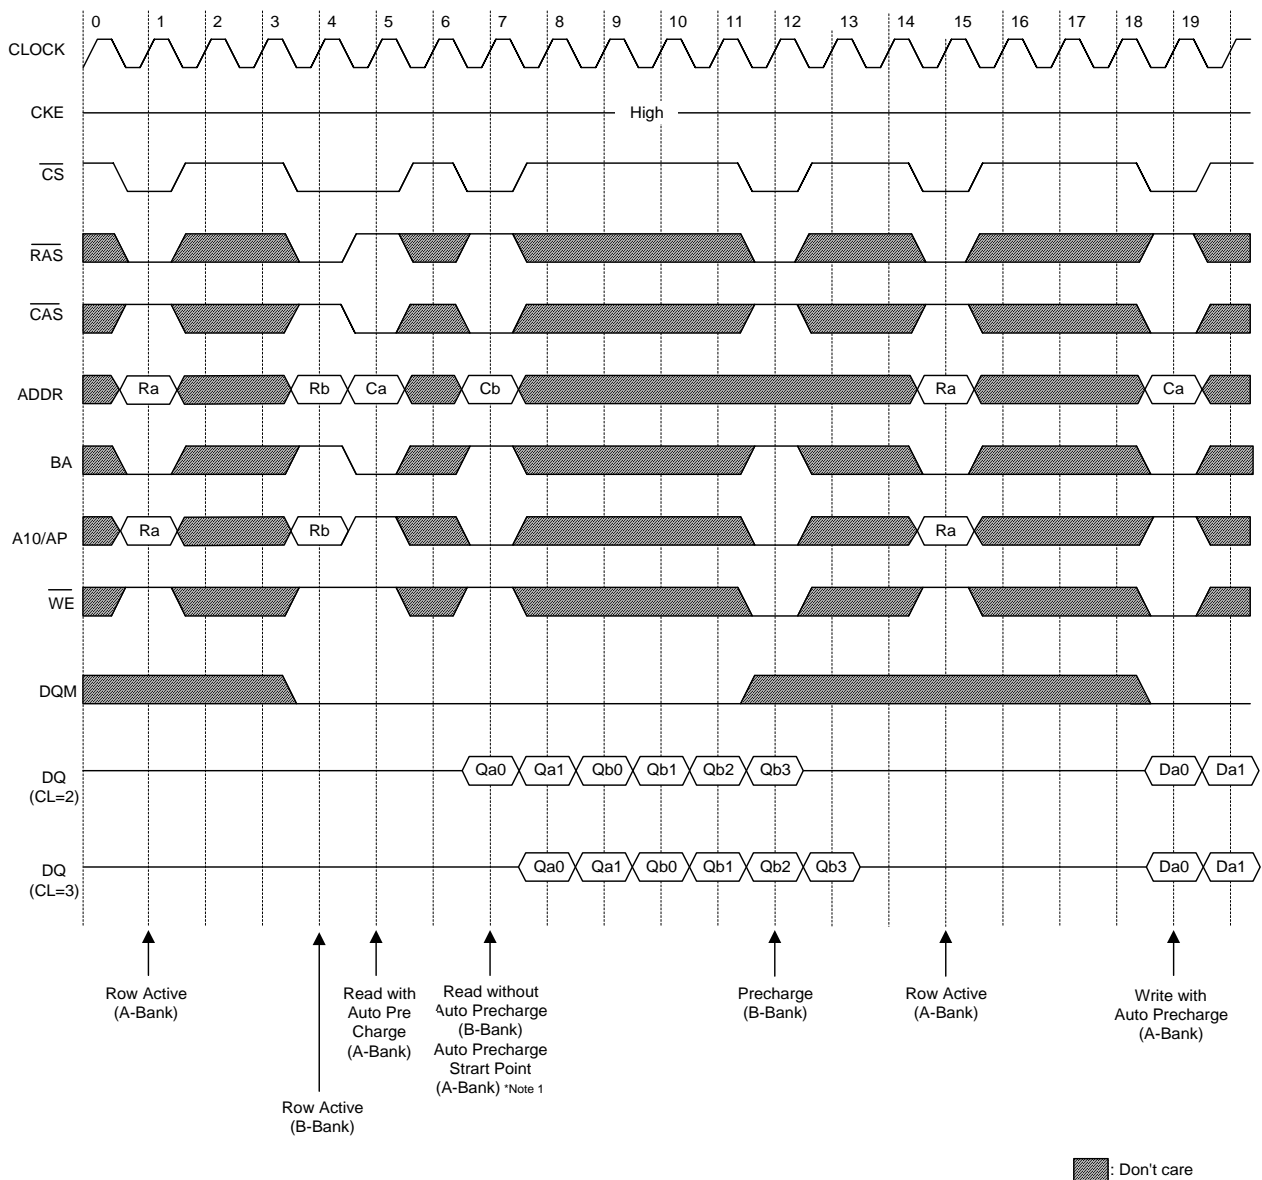 0 1 2 3 4 5 6 7 8 9 10 11 12 13 14 15 16 17 18 19
CLOCK
CKE High
CS
RAS
CAS
ADDR Ra Rb Ca Cb Ra Ca
BA
A10/AP Ra Rb Ra
WE
DQM
DQ
(CL=2)
Qa0 Qa1 Qb0 Qb1 Qb2 Qb3 Da0 Da1
DQ
(CL=3)
Qa0 Qa1 Qb0 Qb1 Qb2 Qb3 Da0 Da1
Row Active
(A-Bank)
Row Active
(B-Bank)
Read with
Auto Pre
Charge
(A-Bank)
Read without
Auto Precharge
(B-Bank)
Auto Precharge
Strart Point
(A-Bank) *Note 1
Precharge
(B-Bank)
Row Active
(A-Bank)
Write with
Auto Precharge
(A-Bank)
: Don't care